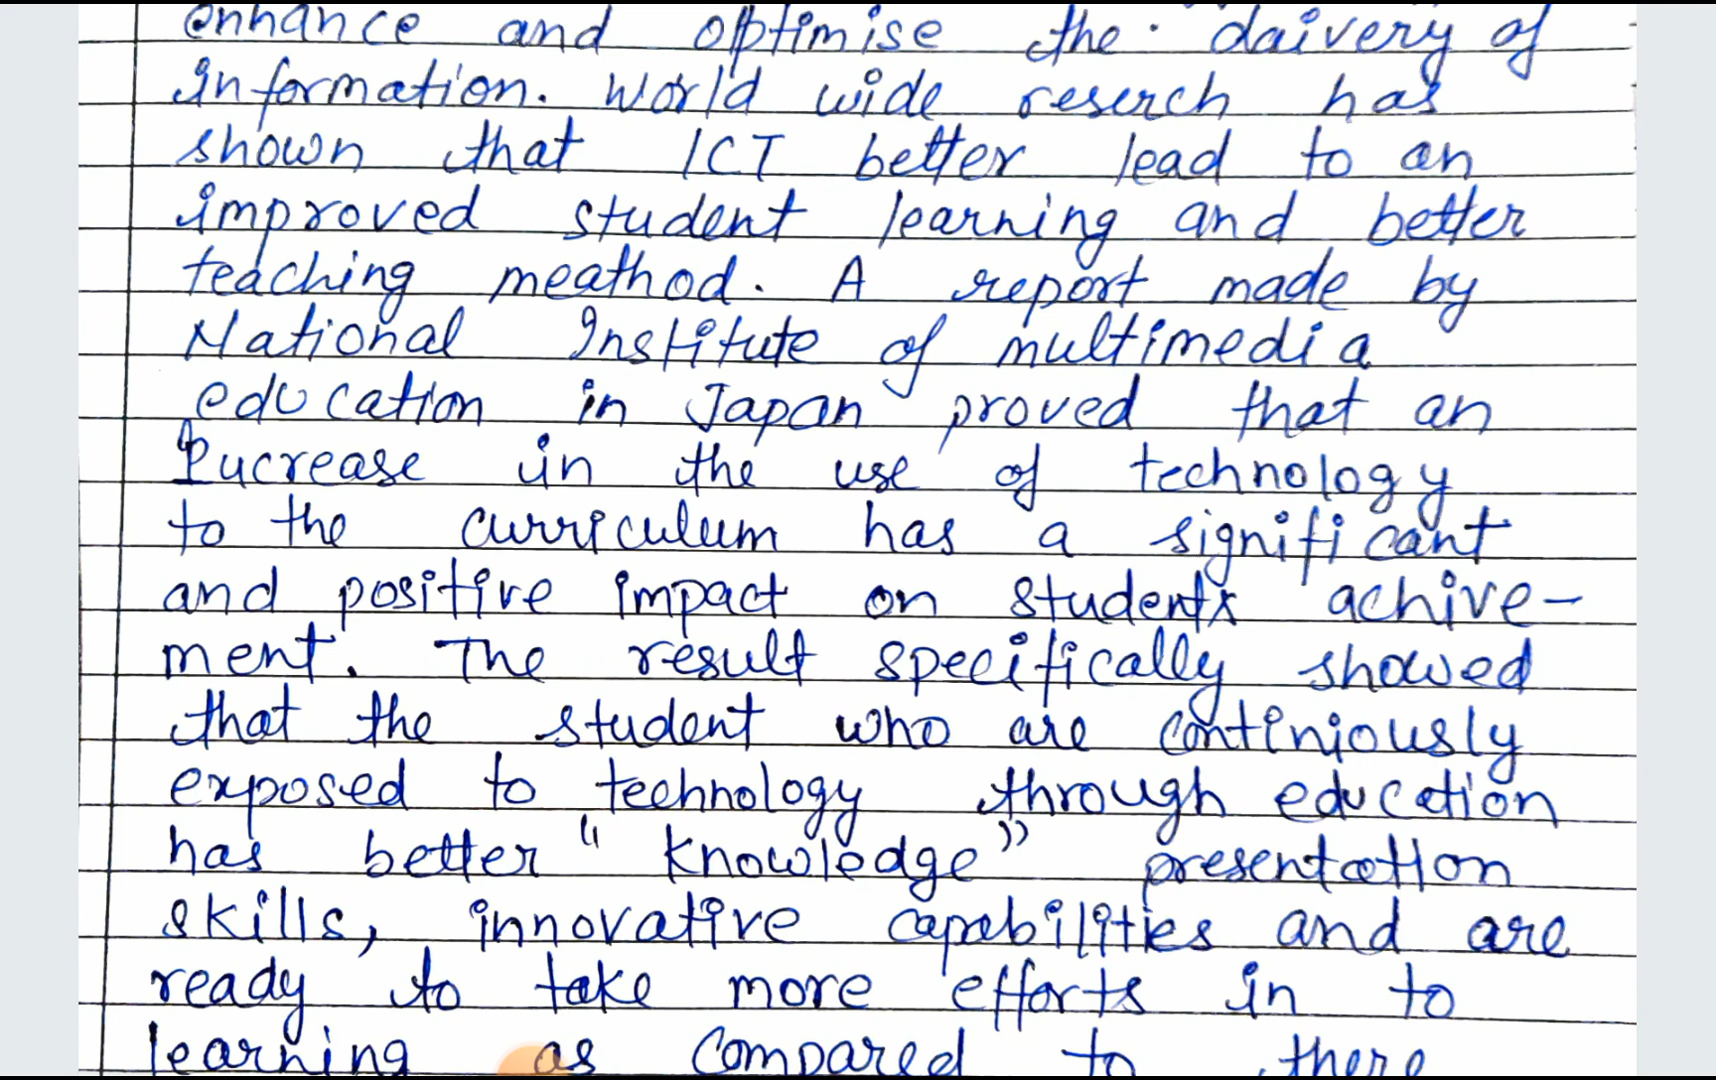 enhance and optimise the daivery of
information. World wide reserch has
shown that ICT better lead to an
improved student learning and better
teaching meathod. A report made by
National Institute of multimedia
education in Japan proved that an
Iucrease in the use of technology
to the curriculum has a significant
and positive impact on students achive-
ment. The result specifically showed
that the student who are continiously
exposed to technology through education
has better "knowledge" presentation
skills, innovative capabilities and are
ready to take more efforts in to
learning as compared to there